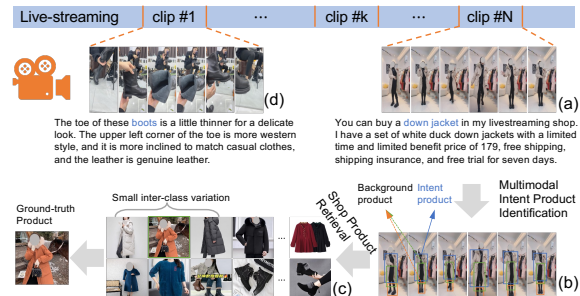 Live-streaming clip #1 ... clip #k ... clip #N
(d)
(a)
The toe of these boots is a little thinner for a delicate
look. The upper left corner of the toe is more western
style, and it is more inclined to match casual clothes,
and the leather is genuine leather.
You can buy a down jacket in my livestreaming shop.
I have a set of white duck down jackets with a limited
time and limited benefit price of 179, free shipping,
shipping insurance, and free trial for seven days.
Ground-truth
Product
Small inter-class variation
...
...
(c)
Shop Product
Retrieval
Background
product
Intent
product
Multimodal
Intent Product
Identification
(b)